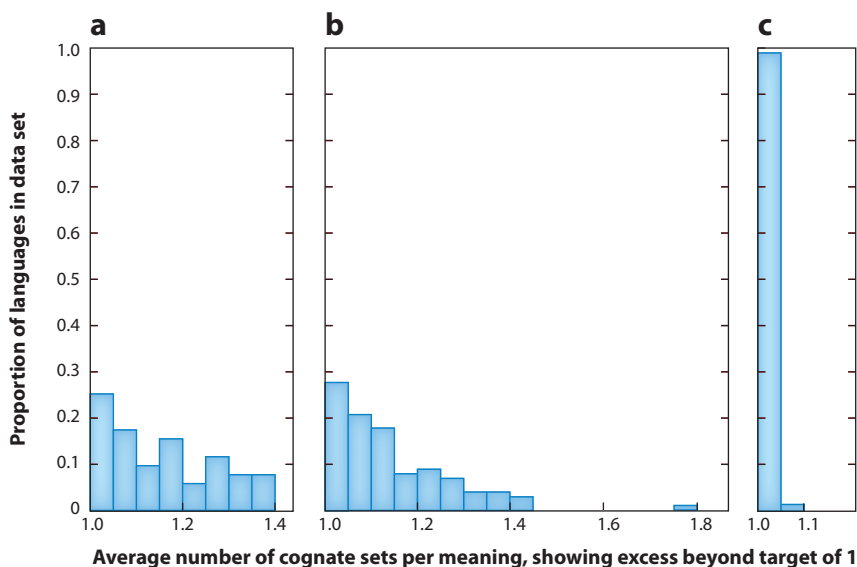 a
b
c
Proportion of languages in data set
1.0
0.9
0.8
0.7
0.6
0.5
0.4
0.3
0.2
0.1
0
1.0 1.2 1.4
1.0 1.2 1.4 1.6 1.8
1.0 1.1
Average number of cognate sets per meaning, showing excess beyond target of 1